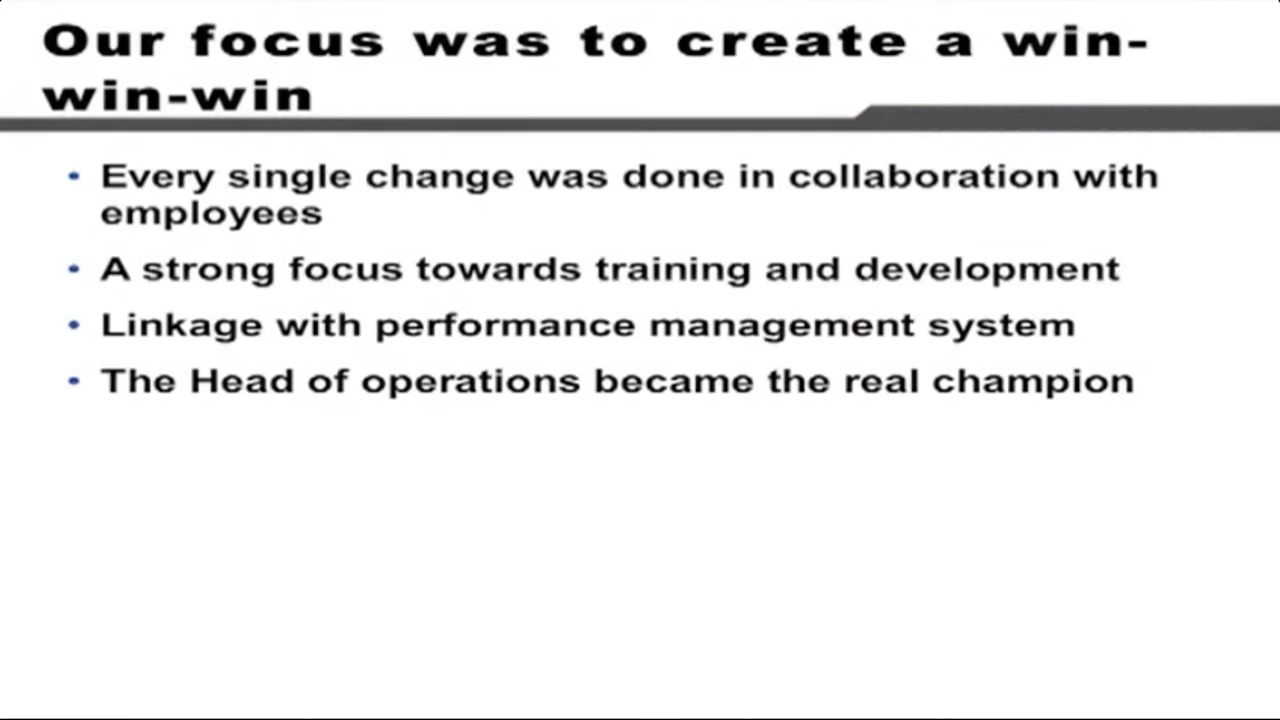 Our focus was to create a win-
win-win
• Every single change was done in collaboration with
employees
• A strong focus towards training and development
• Linkage with performance management system
• The Head of operations became the real champion